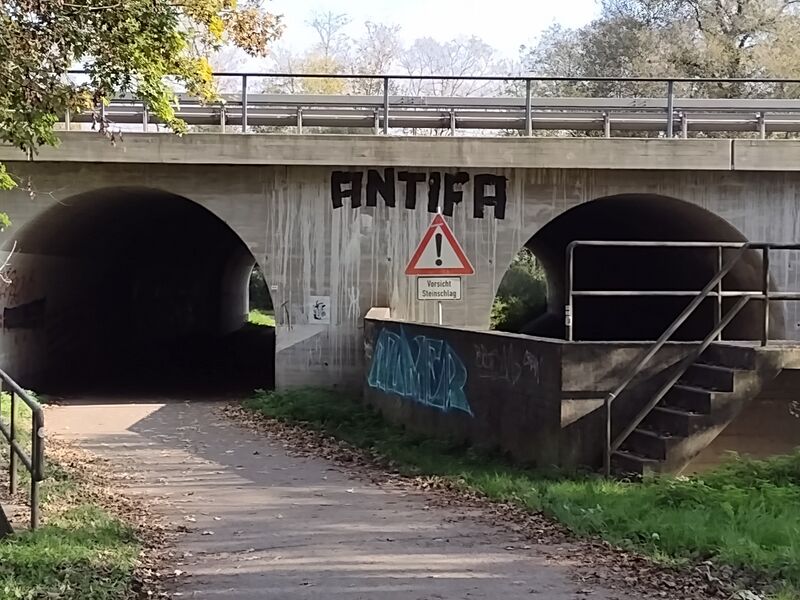 ANTIFA
!
Vorsicht
Steinschlag